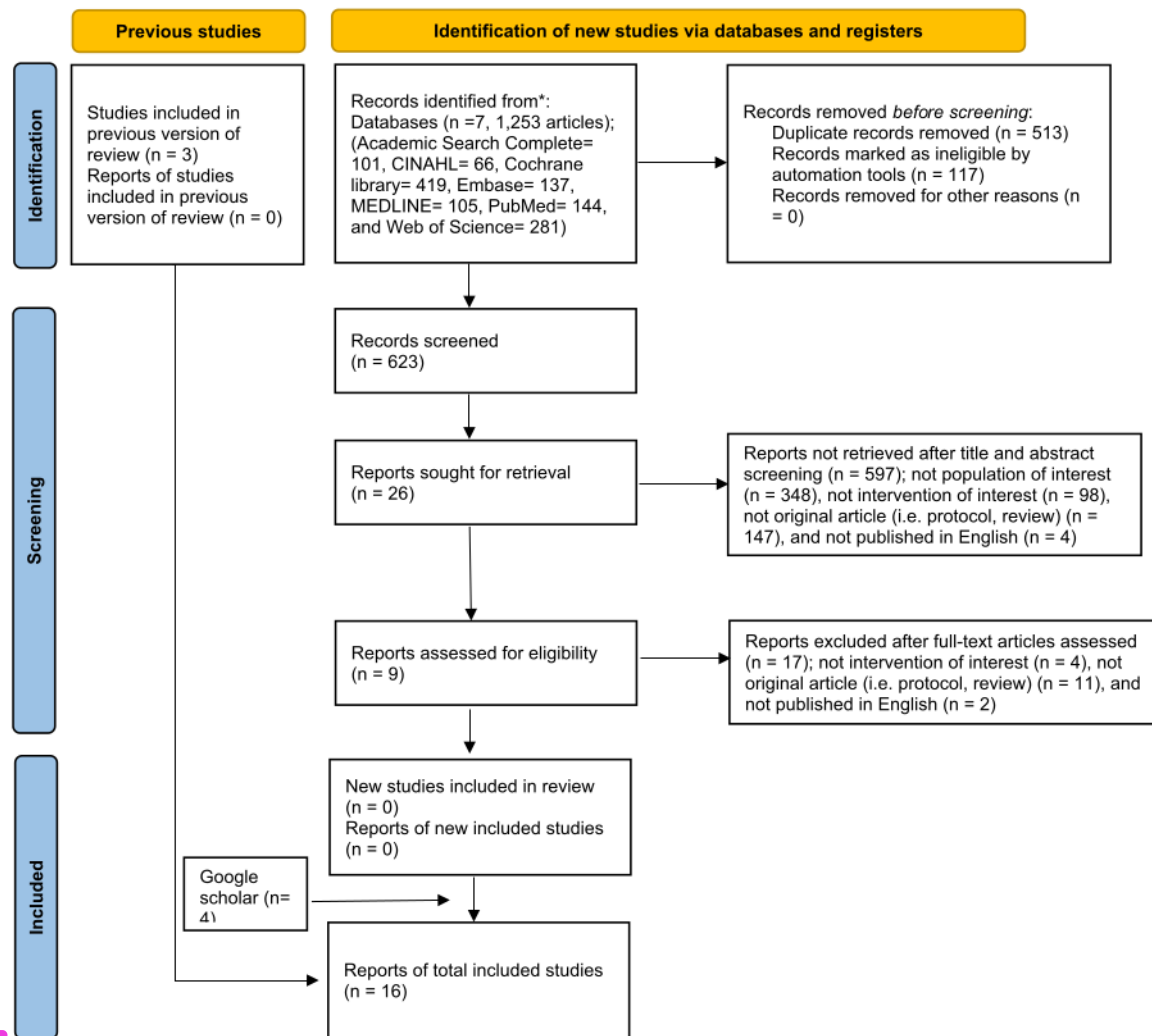 Previous studies
Identification of new studies via databases and registers
Identification
Studies included in
previous version of
review (n = 3)
Reports of studies
included in previous
version of review (n = 0)
Records identified from*:
Databases (n =7, 1,253 articles);
(Academic Search Complete=
101, CINAHL= 66, Cochrane
library= 419, Embase= 137,
MEDLINE= 105, PubMed= 144,
and Web of Science= 281)
Records removed before screening:
Duplicate records removed (n = 513)
Records marked as ineligible by
automation tools (n = 117)
Records removed for other reasons (n
= 0)
Screening
Records screened
(n = 623)
Reports sought for retrieval
(n = 26)
Reports not retrieved after title and abstract
screening (n = 597); not population of interest
(n = 348), not intervention of interest (n = 98),
not original article (i.e. protocol, review) (n =
147), and not published in English (n = 4)
Reports assessed for eligibility
(n = 9)
Reports excluded after full-text articles assessed
(n = 17); not intervention of interest (n = 4), not
original article (i.e. protocol, review) (n = 11), and
not published in English (n = 2)
Included
New studies included in review
(n = 0)
Reports of new included studies
(n = 0)
Google
scholar (n=
4)
Reports of total included studies
(n = 16)